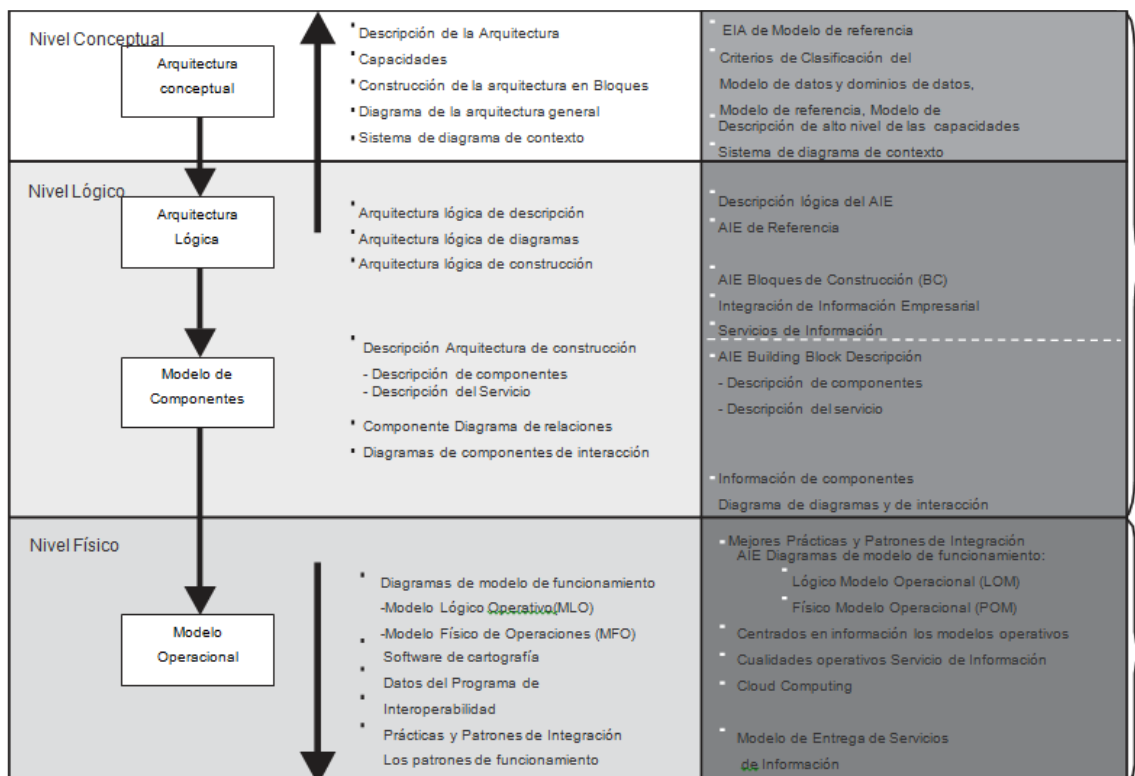 Nivel Conceptual
Arquitectura
conceptual
Descripción de la Arquitectura
Capacidades
Construcción de la arquitectura en Bloques
Diagrama de la arquitectura general
Sistema de diagrama de contexto
EIA de Modelo de referencia
Criterios de Clasificación del
Modelo de datos y dominios de datos,
Modelo de referencia, Modelo de
Descripción de alto nivel de las capacidades
Sistema de diagrama de contexto
Nivel Lógico
Arquitectura
Lógica
Arquitectura lógica de descripción
Arquitectura lógica de diagramas
Arquitectura lógica de construcción
Descripción lógica del AIE
AIE de Referencia
AIE Bloques de Construcción (BC)
Integración de Información Empresarial
Servicios de Información
Modelo de
Componentes
Descripción Arquitectura de construcción
- Descripción de componentes
- Descripción del Servicio
Componente Diagrama de relaciones
Diagramas de componentes de interacción
AIE Building Block Descripción
- Descripción de componentes
- Descripción del servicio
Información de componentes
Diagrama de diagramas y de interacción
Nivel Físico
Modelo
Operacional
Diagramas de modelo de funcionamiento
-Modelo Lógico Operativo(MLO)
-Modelo Físico de Operaciones (MFO)
Software de cartografía
Datos del Programa de
Interoperabilidad
Prácticas y Patrones de Integración
Los patrones de funcionamiento
Mejores Prácticas y Patrones de Integración
AIE Diagramas de modelo de funcionamiento:
Lógico Modelo Operacional (LOM)
Físico Modelo Operacional (POM)
Centrados en información los modelos operativos
Cualidades operativos Servicio de Información
Cloud Computing
Modelo de Entrega de Servicios
de Información